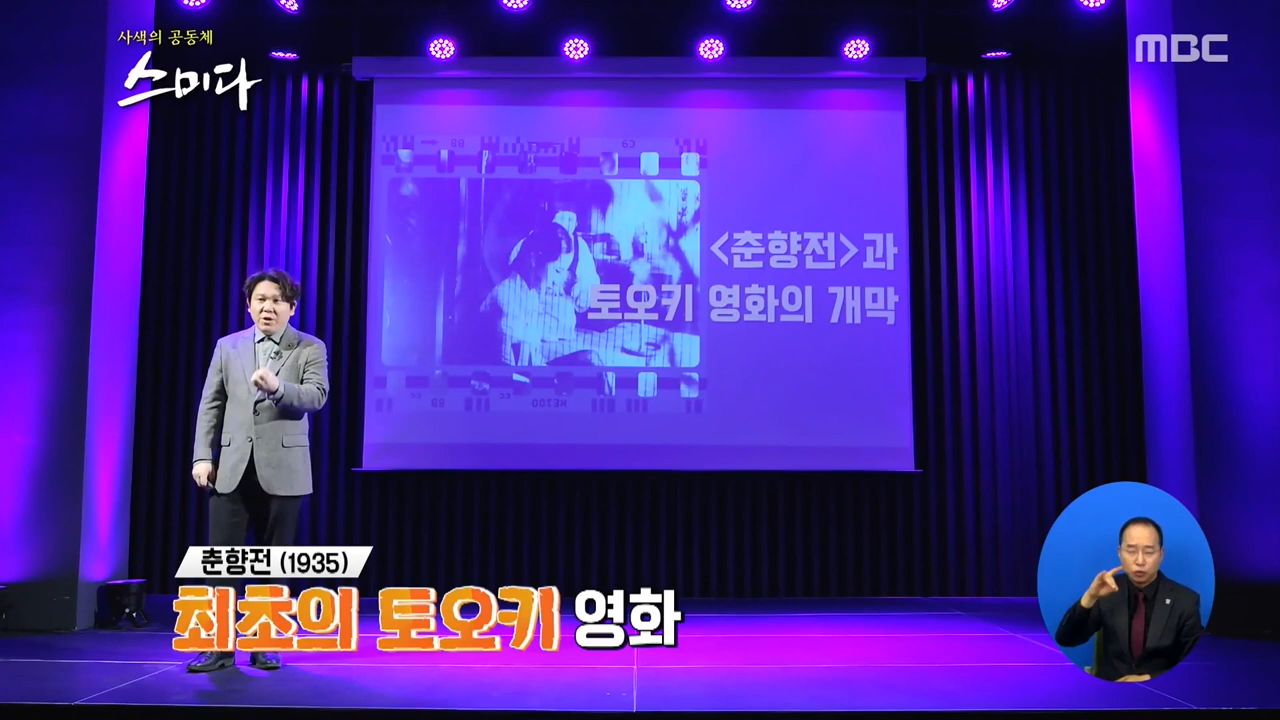 사색의 공동체
스미다
MBC
<춘향전>과
토오키 영화의 개막
춘향전 (1935)
최초의 토오키 영화